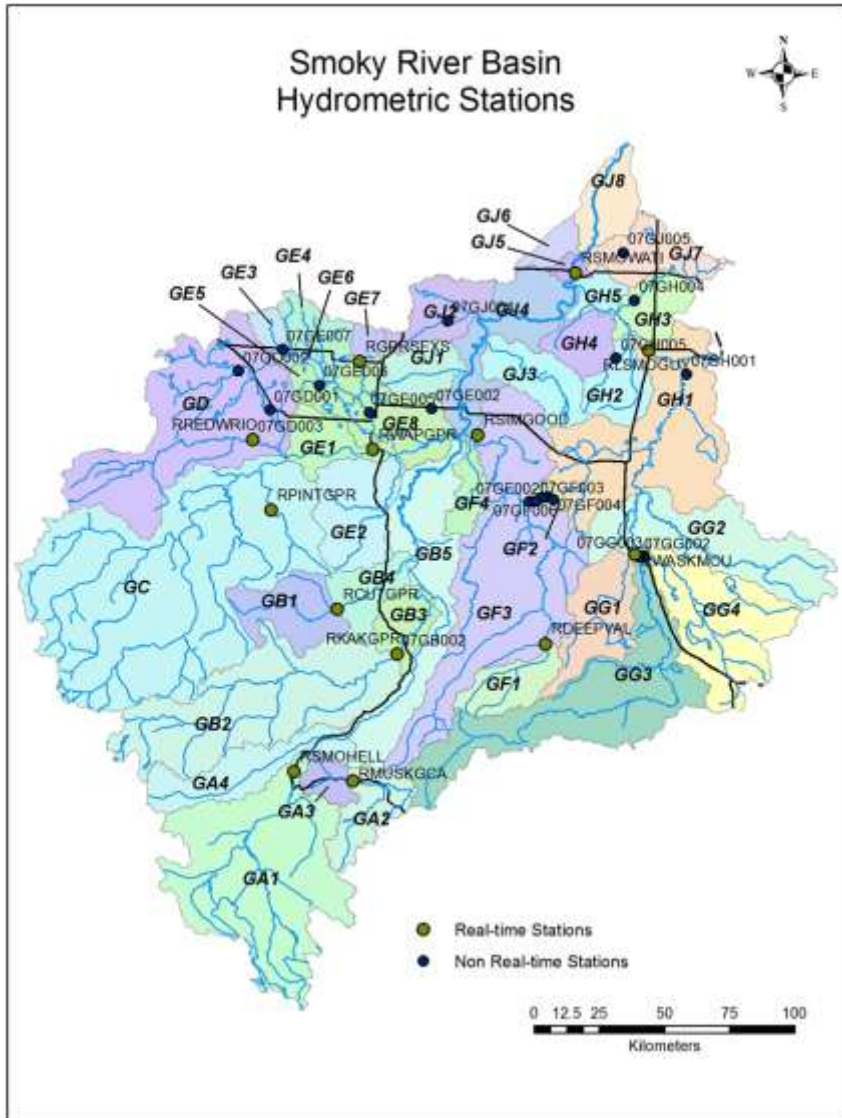 Smoky River Basin
Hydrometric Stations
N
W E
S
GJ8
GJ6
GJ5
07GJ005
GJ7
RSMOWATI
GE4
GE3
GE6
GE5
GE7
GJ2
GJ4
GH5
07GH004
GH3
07GE007
RGPRSEXS
GJ1
GH4
RLSMOGUY
07GH001
GD
07GD001
GJ3
GH2
GH1
07GE005
07GE002
GE8
RREDWRIO
07GD003
GE1
RWAPGPR
RSIMGOOD
RPINTGPR
GF4
07GF003
07GF004
GE2
GF2
GB5
07GG003
07GG002
GG2
RWASKMOU
GC
GB4
GB1
RCUTGPR
GB3
GF3
GG1
GG4
RKAKGPR
07GB002
RDEEPVAL
GG3
GF1
GB2
RSMOHELL
RMUSKGCA
GA4
GA3
GA2
GA1
Real-time Stations
Non Real-time Stations
0 12.5 25 50 75 100
Kilometers